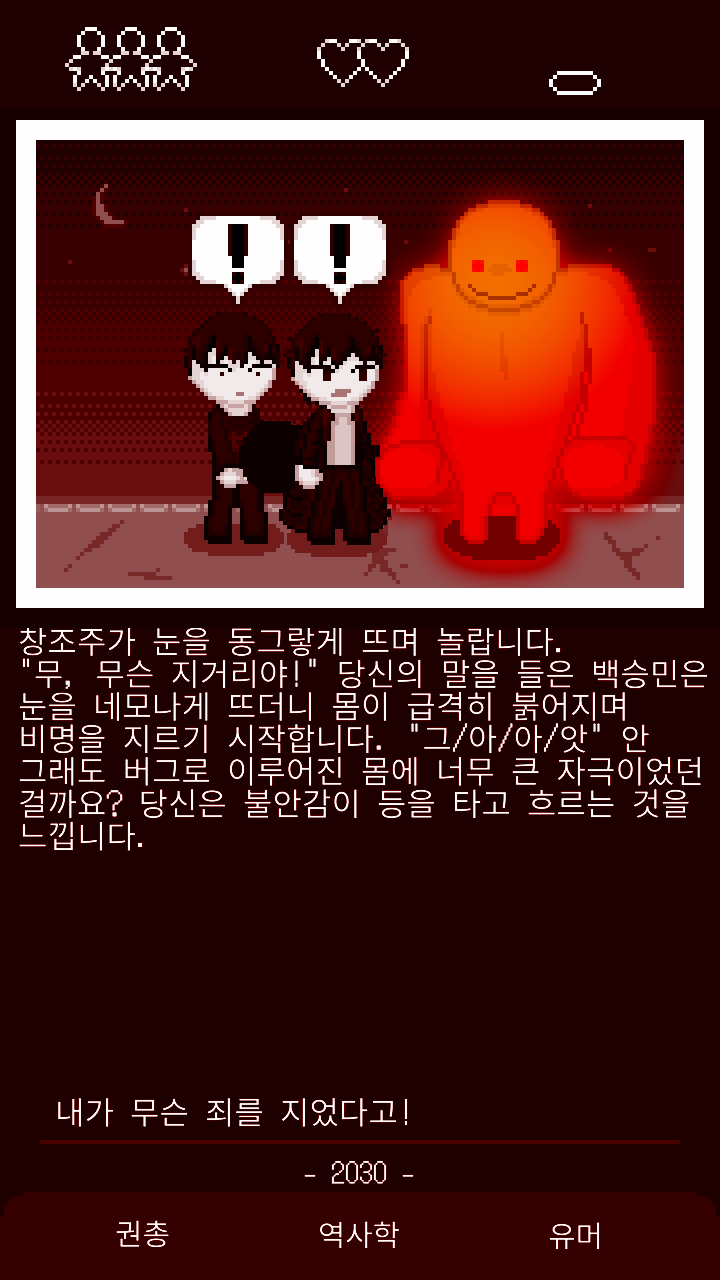 ! !
창조주가 눈을 동그랗게 뜨며 놀랍니다.
"무, 무슨 지거리야!" 당신의 말을 들은 백승민은
눈을 네모나게 뜨더니 몸이 급격히 붉어지며
비명을 지르기 시작합니다. "그/아/아/앗" 안
그래도 버그로 이루어진 몸에 너무 큰 자극이었던
걸까요? 당신은 불안감이 등을 타고 흐르는 것을
느낍니다.
내가 무슨 죄를 지었다고!
- 2030 -
권총 역사학 유머